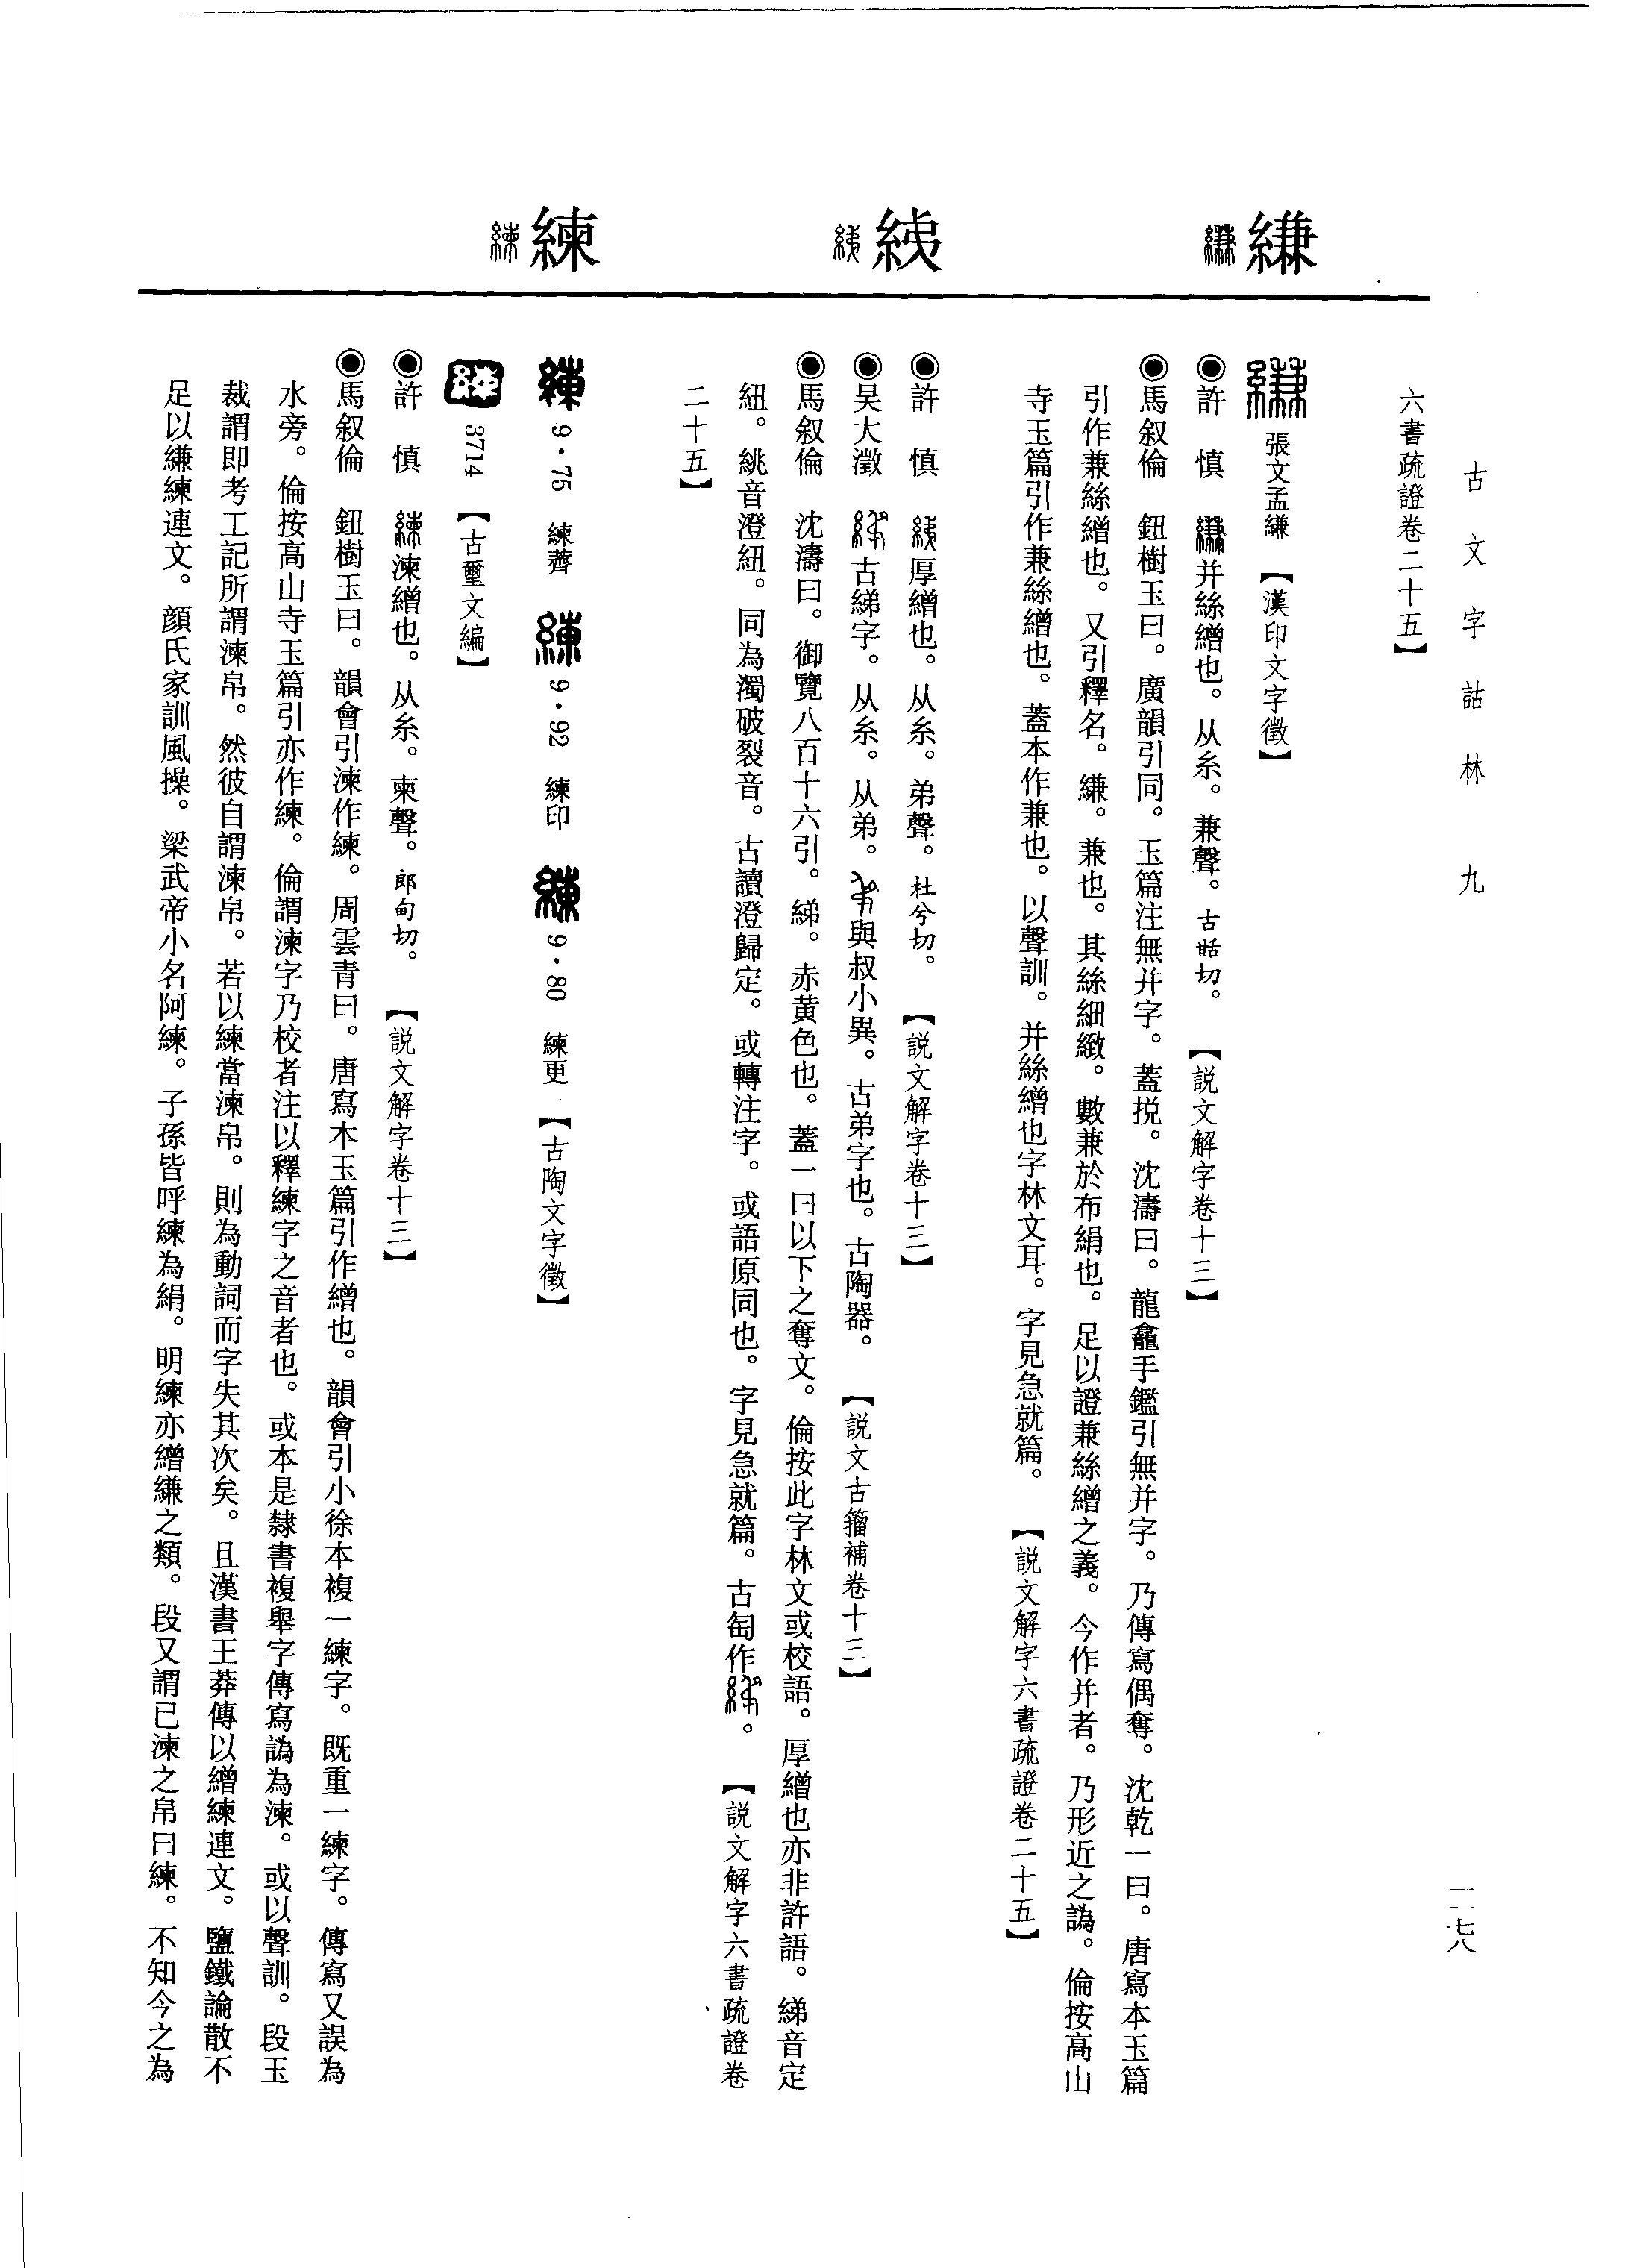 古文字詁林 九
一一七八
六書疏證卷二十五】
縑
張文孟縑 【漢印文字徵】
◉許 慎 并絲繒也。从糸。兼聲。古甛切。 【說文解字卷十三】
◉馬叙倫 鈕樹玉曰。廣韻引同。玉篇注無并字。蓋挩。沈濤曰。龍龕手鑑引無并字。乃傳寫偶奪。沈乾一曰。唐寫本玉篇
引作兼絲繒也。又引釋名。縑。兼也。其絲細緻。數兼於布絹也。足以證兼絲繒之義。今作并者。乃形近之譌。倫按高山
寺玉篇引作兼絲繒也。蓋本作兼也。以聲訓。并絲繒也字林文耳。字見急就篇。 【說文解字六書疏證卷二十五】
綈
◉許 慎 厚繒也。从糸。弟聲。杜兮切。 【說文解字卷十三】
◉吴大澂 古綈字。从糸。从弟。與叔小異。古弟字也。古陶器。 【說文古籀補卷十三】
◉馬叙倫 沈濤曰。御覽八百十六引。綈。赤黄色也。蓋一曰以下之奪文。倫按此字林文或校語。厚繒也亦非許語。綈音定
紐。絩音澄紐。同為濁破裂音。古讀澄歸定。或轉注字。或語原同也。字見急就篇。古匋作。 【說文解字六書疏證卷
二十五】
練
9·75 練薺 9·92 練印 9·80 練更 【古陶文字徵】
3714 【古璽文編】
◉許 慎 湅繒也。从糸。柬聲。郎甸切。 【說文解字卷十三】
◉馬叙倫 鈕樹玉曰。韻會引湅作練。周雲青曰。唐寫本玉篇引作繒也。韻會引小徐本複一練字。既重一練字。傳寫又誤為
水旁。倫按高山寺玉篇引亦作練。倫謂湅字乃校者注以釋練字之音者也。或本是隸書複舉字傳寫譌為湅。或以聲訓。段玉
裁謂即考工記所謂湅帛。然彼自謂湅帛。若以練當湅帛。則為動詞而字失其次矣。且漢書王莽傳以繒練連文。鹽鐵論散不
足以縑練連文。顏氏家訓風操。梁武帝小名阿練。子孫皆呼練為絹。明練亦繒縑之類。段又謂已湅之帛曰練。不知今之為